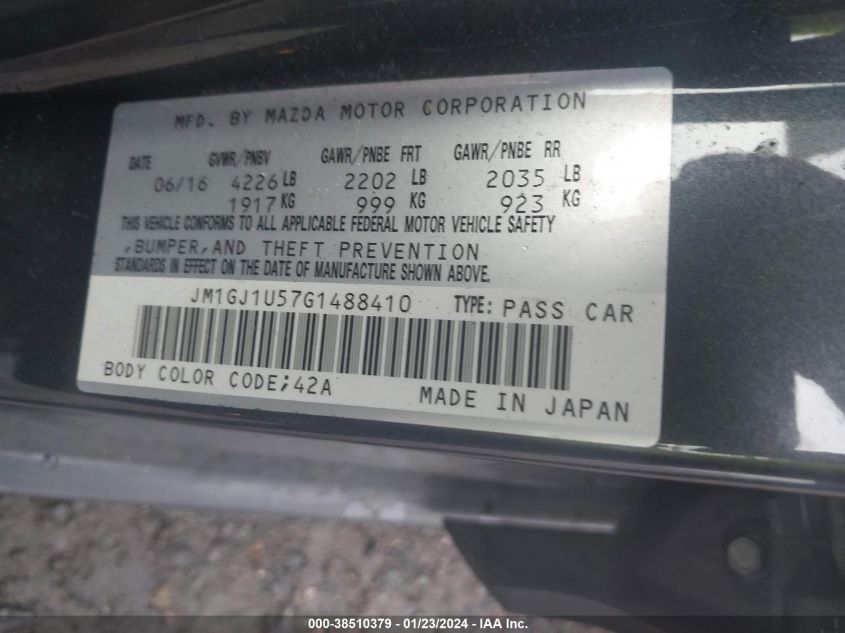 MFD. BY MAZDA MOTOR CORPORATION
DATE GVWR/PNBV GAWR/PNBE FRT GAWR/PNBE RR
06/16 4226 LB 2202 LB 2035 LB
1917 KG 999 KG 923 KG
THIS VEHICLE CONFORMS TO ALL APPLICABLE FEDERAL MOTOR VEHICLE SAFETY
,BUMPER,AND THEFT PREVENTION
STANDARDS IN EFFECT ON THE DATE OF MANUFACTURE SHOWN ABOVE.
JM1GJ1U57G1488410 TYPE: PASS CAR
BODY COLOR CODE;42A MADE IN JAPAN
000-38510379 - 01/23/2024 - IAA Inc.